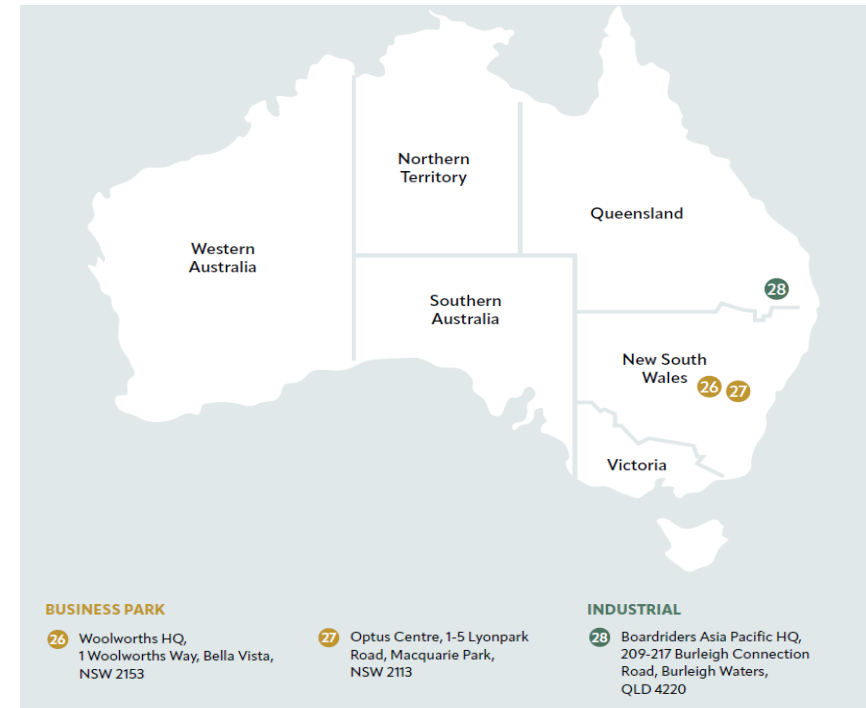 Northern
Territory
Queensland
Western
Australia
28
Southern
Australia
New South
Wales
26
27
Victoria
BUSINESS PARK
26
Woolworths HQ,
1 Woolworths Way, Bella Vista,
NSW 2153
27
Optus Centre, 1-5 Lyonpark
Road, Macquarie Park,
NSW 2113
INDUSTRIAL
28
Boardriders Asia Pacific HQ,
209-217 Burleigh Connection
Road, Burleigh Waters,
QLD 4220